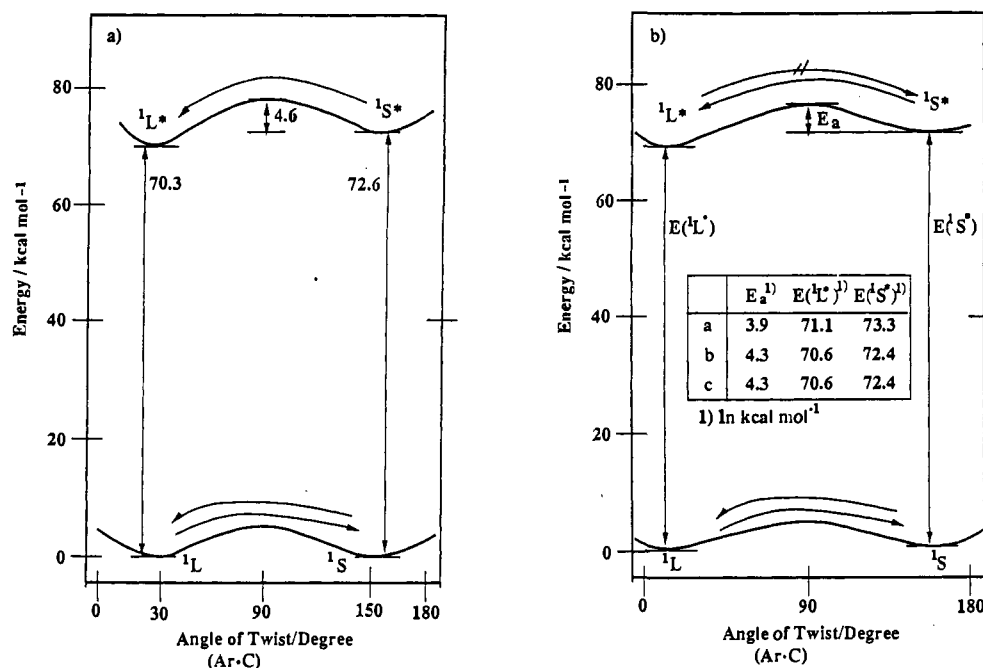 a)
80
60
40
20
0
Energy / kcal mol⁻¹
¹L*
¹S*
4.6
70.3
72.6
¹L
¹S
0
30
90
150
180
Angle of Twist/Degree
(Ar·C)
b)
80
60
40
20
0
Energy / kcal mol⁻¹
¹L*
¹S*
Eₐ
E(¹L*)
E(¹S*)
Eₐ¹⁾ E(¹L*)¹⁾ E(¹S*)¹⁾
a 3.9 71.1 73.3
b 4.3 70.6 72.4
c 4.3 70.6 72.4
1) In kcal mol⁻¹
¹L
¹S
0
90
180
Angle of Twist/Degree
(Ar·C)